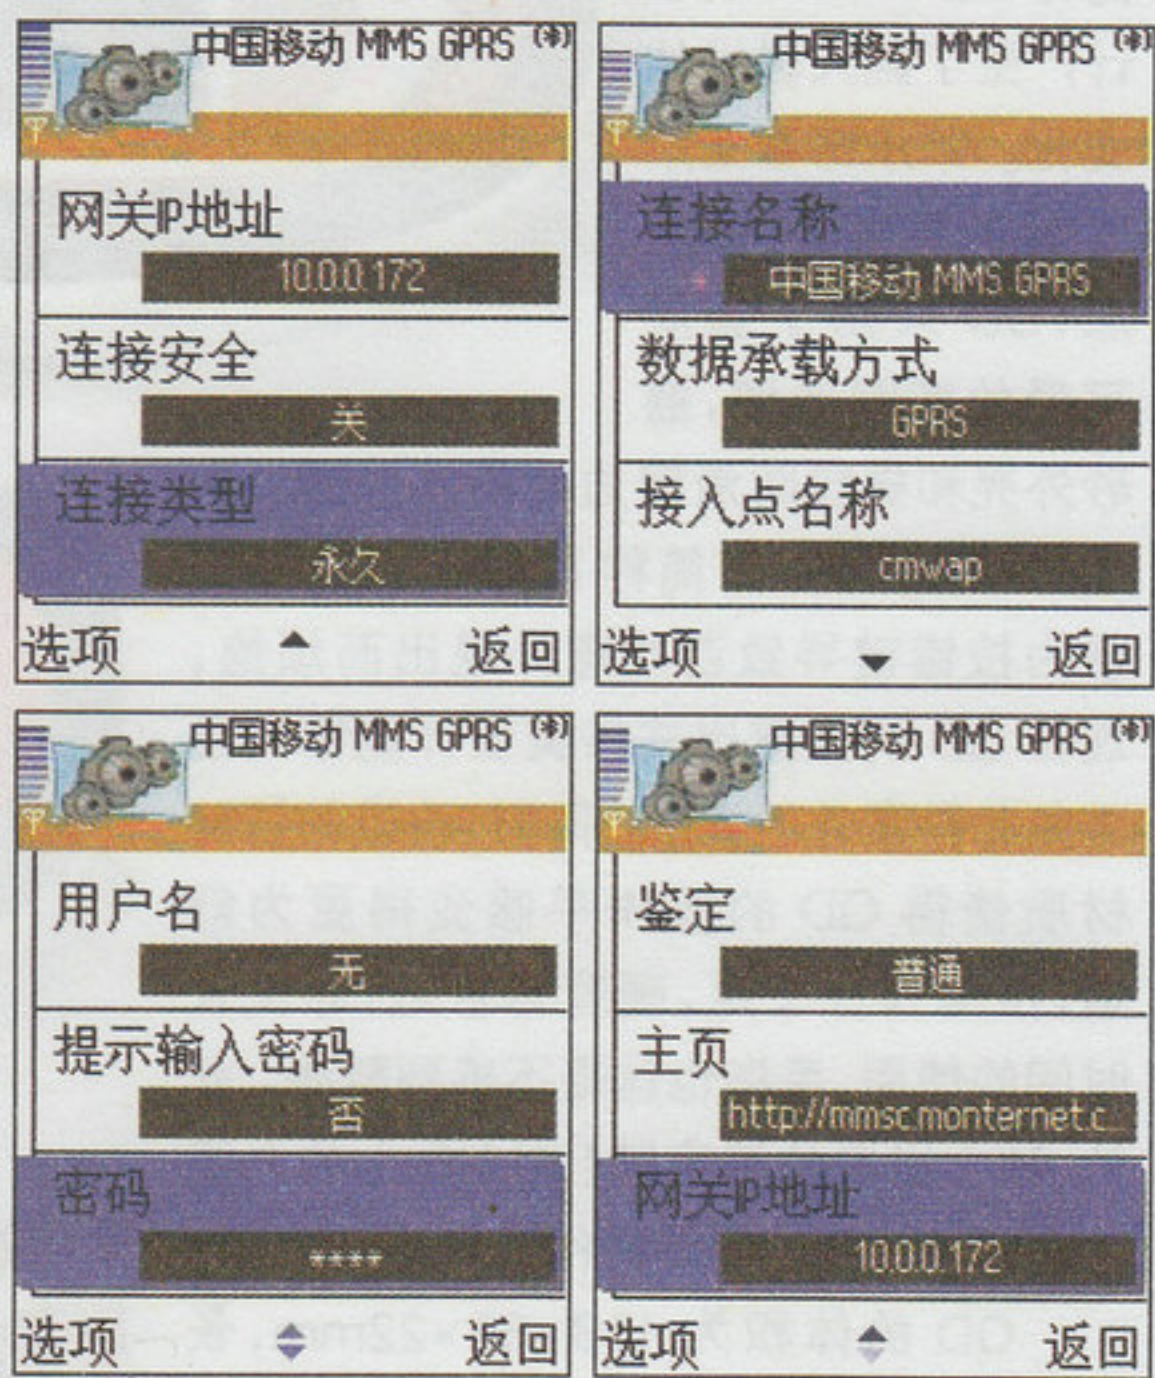 中国移动 MMS GPRS (*)
网关IP地址
10.0.0.172
连接安全
关
连接类型
永久
选项 返回
中国移动 MMS GPRS (*)
连接名称
* 中国移动 MMS GPRS
数据承载方式
GPRS
接入点名称
cmwap
选项 返回
中国移动 MMS GPRS (*)
用户名
无
提示输入密码
否
密码
****
选项 返回
中国移动 MMS GPRS (*)
鉴定
普通
主页
http://mmsc.monternet.c...
网关IP地址
10.0.0.172
选项 返回